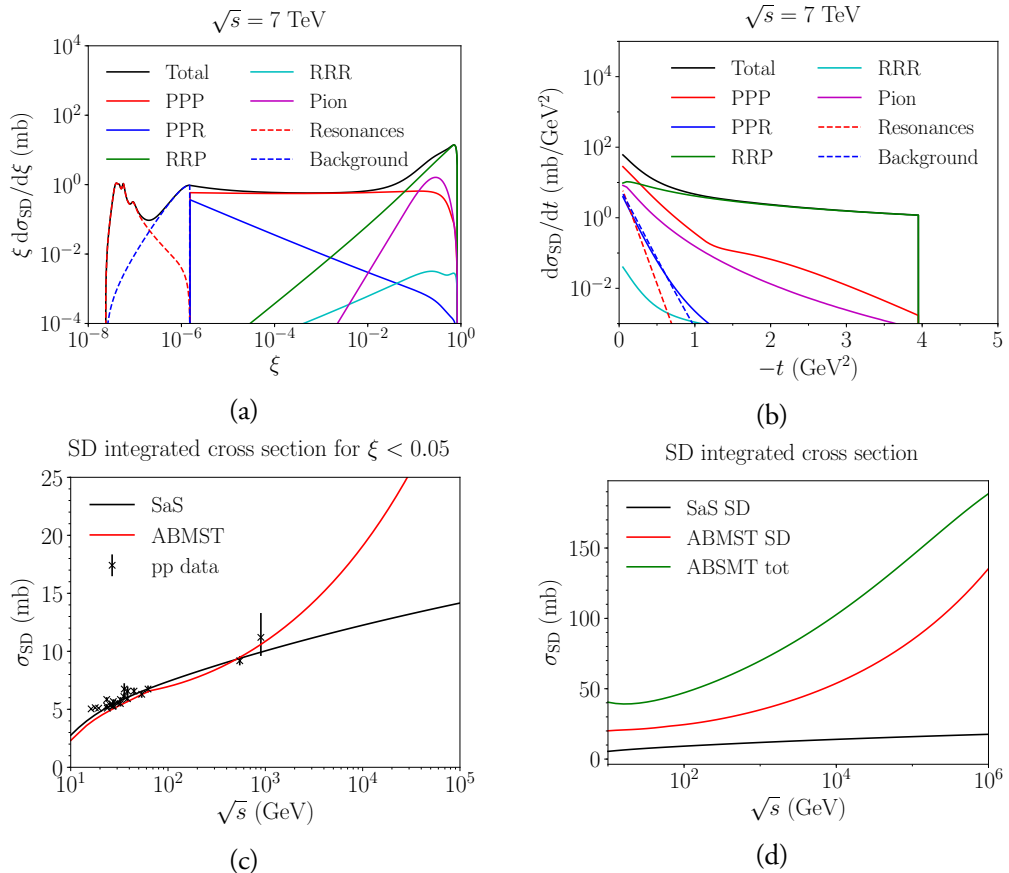 √s = 7 TeV
ξ dσ_SD/dξ (mb)
10^4
10^2
10^0
10^−2
10^−4
Total
PPP
PPR
RRP
RRR
Pion
Resonances
Background
10^−8
10^−6
10^−4
10^−2
10^0
ξ
(a)
√s = 7 TeV
dσ_SD/dt (mb/GeV^2)
10^4
10^2
10^0
10^−2
Total
PPP
PPR
RRP
RRR
Pion
Resonances
Background
0
1
2
3
4
5
−t (GeV^2)
(b)
SD integrated cross section for ξ < 0.05
σ_SD (mb)
25
20
15
10
5
0
SaS
ABMST
pp data
10^1
10^2
10^3
10^4
10^5
√s (GeV)
(c)
SD integrated cross section
σ_SD (mb)
150
100
50
0
SaS SD
ABMST SD
ABSMT tot
10^2
10^4
10^6
√s (GeV)
(d)